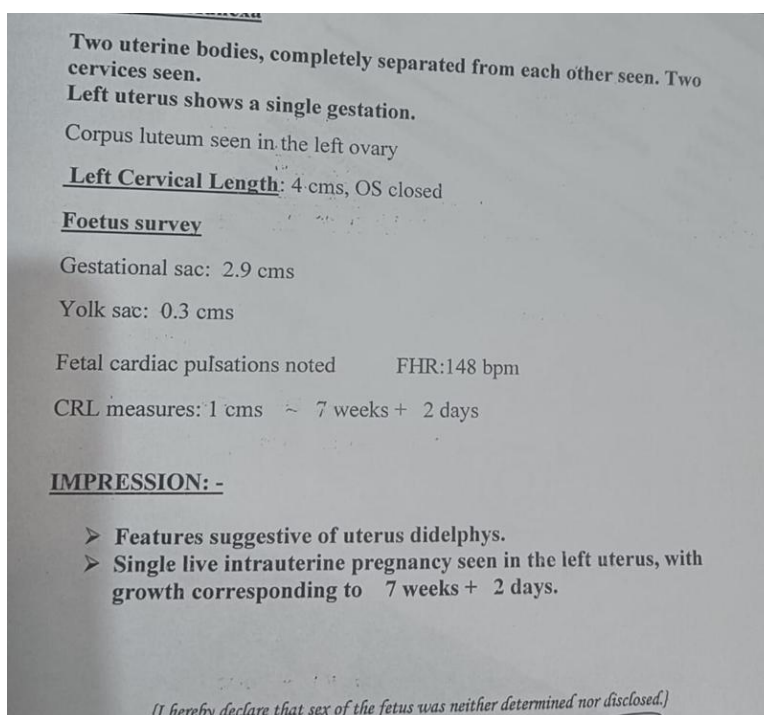 Two uterine bodies, completely separated from each other seen. Two
cervices seen.
Left uterus shows a single gestation.
Corpus luteum seen in the left ovary
Left Cervical Length: 4 cms, OS closed
Foetus survey
Gestational sac: 2.9 cms
Yolk sac: 0.3 cms
Fetal cardiac pulsations noted FHR:148 bpm
CRL measures: 1 cms ~ 7 weeks + 2 days
IMPRESSION: -
➢ Features suggestive of uterus didelphys.
➢ Single live intrauterine pregnancy seen in the left uterus, with
growth corresponding to 7 weeks + 2 days.
[I hereby declare that sex of the fetus was neither determined nor disclosed.]